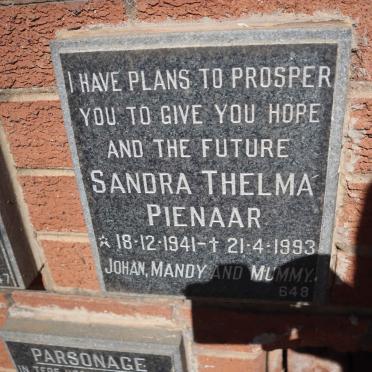 I HAVE PLANS TO PROSPER
YOU TO GIVE YOU HOPE
AND THE FUTURE
SANDRA THELMA
PIENAAR
* 18-12-1941-† 21-4-1993
JOHAN, MANDY AND MUMMY.
648
PARSONAGE